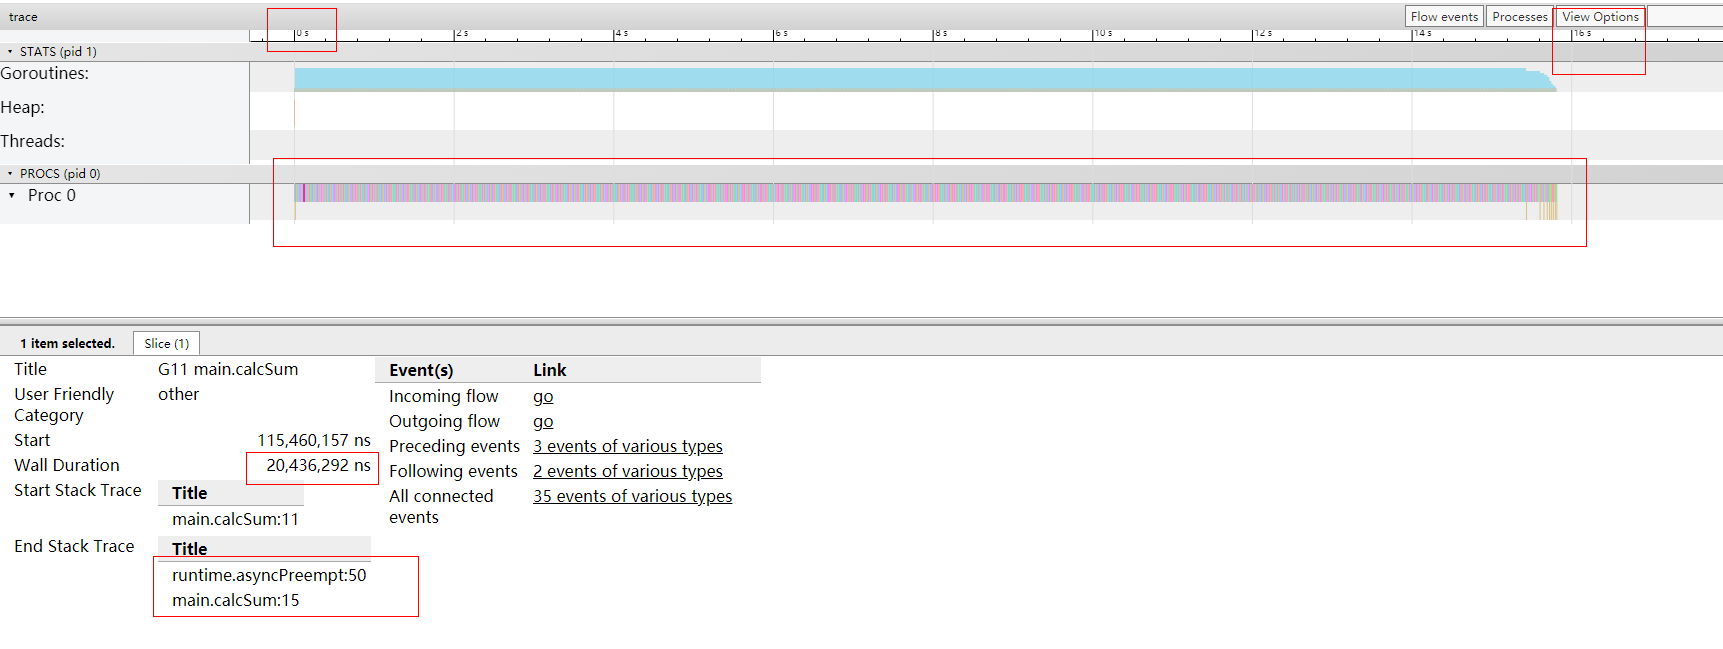 trace
Flow events Processes View Options
0 s 2 s 4 s 6 s 8 s 10 s 12 s 14 s 16 s
STATS (pid 1)
Goroutines:
Heap:
Threads:
PROCS (pid 0)
Proc 0
1 item selected. Slice (1)
Title G11 main.calcSum
User Friendly Category other
Start 115,460,157 ns
Wall Duration 20,436,292 ns
Start Stack Trace Title
main.calcSum:11
End Stack Trace Title
runtime.asyncPreempt:50
main.calcSum:15
Event(s) Link
Incoming flow go
Outgoing flow go
Preceding events 3 events of various types
Following events 2 events of various types
All connected events 35 events of various types